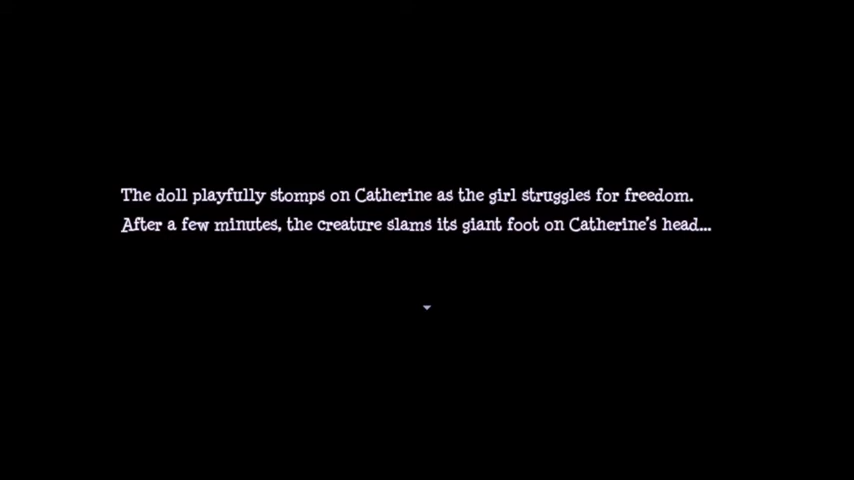 The doll playfully stomps on Catherine as the girl struggles for freedom.
After a few minutes, the creature slams its giant foot on Catherine's head...